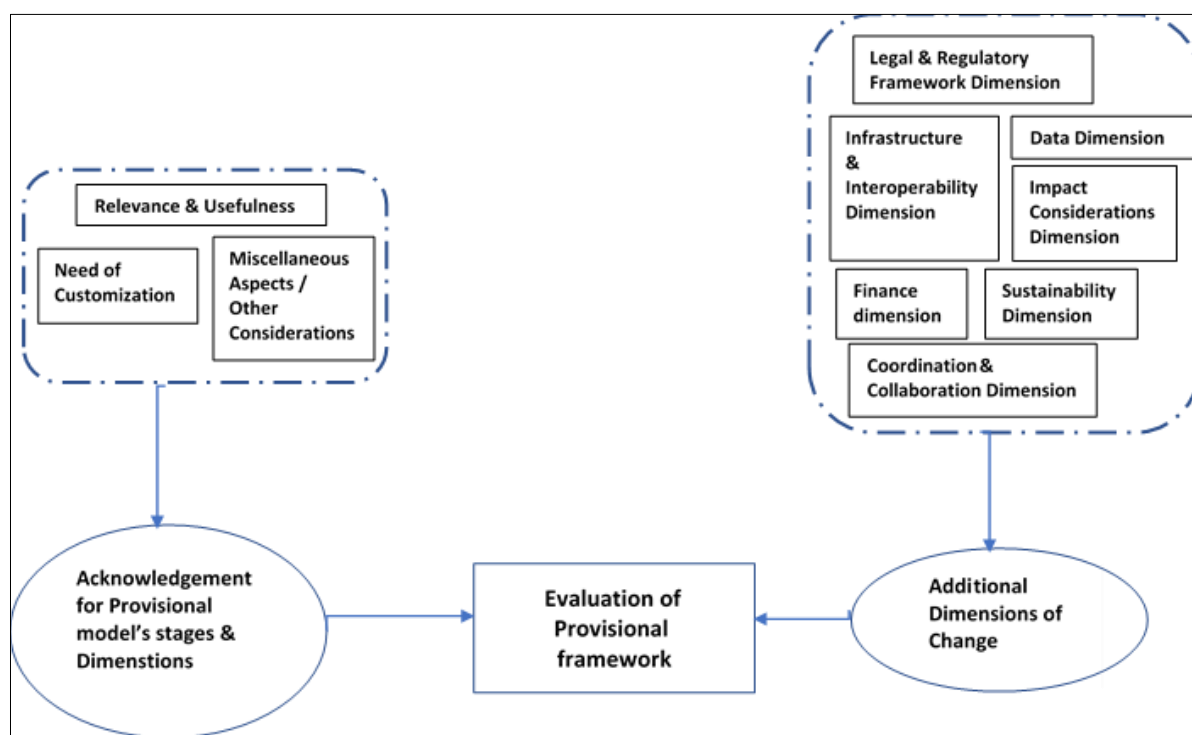 Legal & Regulatory
Framework Dimension
Infrastructure
&
Interoperability
Dimension
Data Dimension
Impact
Considerations
Dimension
Finance
dimension
Sustainability
Dimension
Coordination &
Collaboration Dimension
Relevance & Usefulness
Need of
Customization
Miscellaneous
Aspects /
Other
Considerations
Acknowledgement
for Provisional
model's stages &
Dimenstions
Evaluation of
Provisional
framework
Additional
Dimensions of
Change